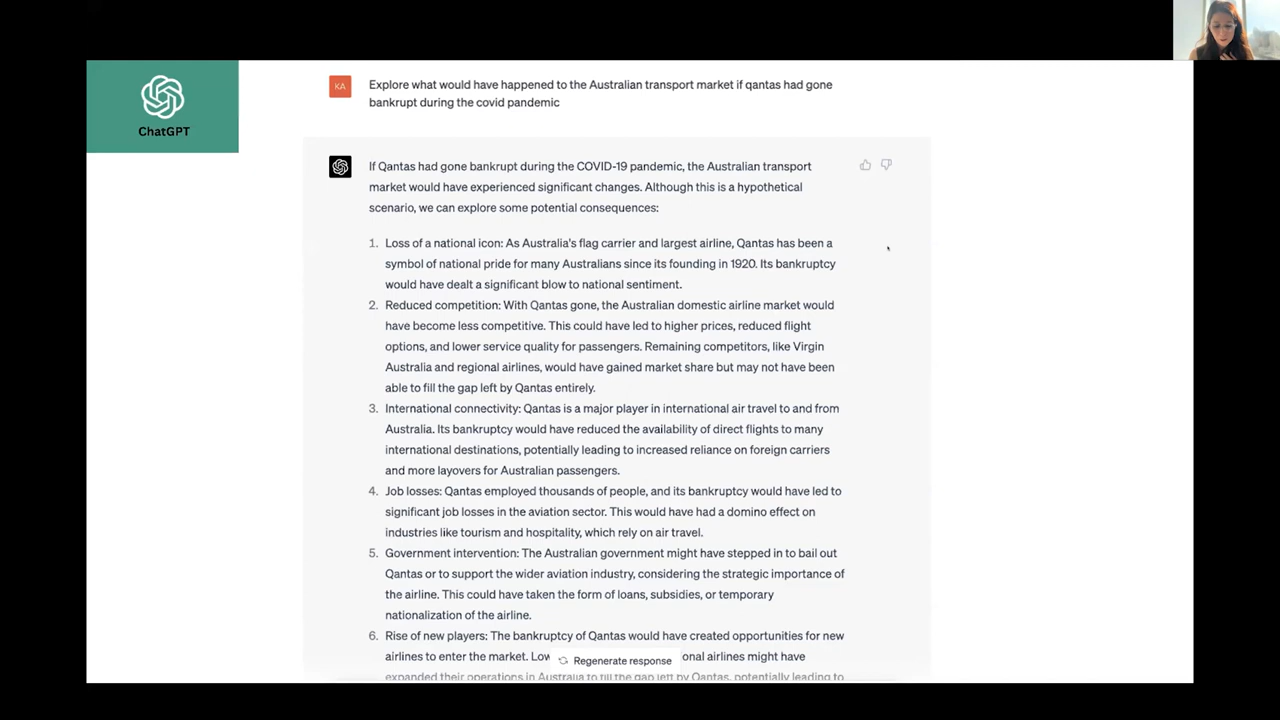 ChatGPT
KA
Explore what would have happened to the Australian transport market if qantas had gone
bankrupt during the covid pandemic
If Qantas had gone bankrupt during the COVID-19 pandemic, the Australian transport
market would have experienced significant changes. Although this is a hypothetical
scenario, we can explore some potential consequences:
1. Loss of a national icon: As Australia's flag carrier and largest airline, Qantas has been a
symbol of national pride for many Australians since its founding in 1920. Its bankruptcy
would have dealt a significant blow to national sentiment.
2. Reduced competition: With Qantas gone, the Australian domestic airline market would
have become less competitive. This could have led to higher prices, reduced flight
options, and lower service quality for passengers. Remaining competitors, like Virgin
Australia and regional airlines, would have gained market share but may not have been
able to fill the gap left by Qantas entirely.
3. International connectivity: Qantas is a major player in international air travel to and from
Australia. Its bankruptcy would have reduced the availability of direct flights to many
international destinations, potentially leading to increased reliance on foreign carriers
and more layovers for Australian passengers.
4. Job losses: Qantas employed thousands of people, and its bankruptcy would have led to
significant job losses in the aviation sector. This would have had a domino effect on
industries like tourism and hospitality, which rely on air travel.
5. Government intervention: The Australian government might have stepped in to bail out
Qantas or to support the wider aviation industry, considering the strategic importance of
the airline. This could have taken the form of loans, subsidies, or temporary
nationalization of the airline.
6. Rise of new players: The bankruptcy of Qantas would have created opportunities for new
airlines to enter the market. onal airlines might have
Regenerate response
expanded their operations in Australia to fill the gap left by Qantas, potentially leading to